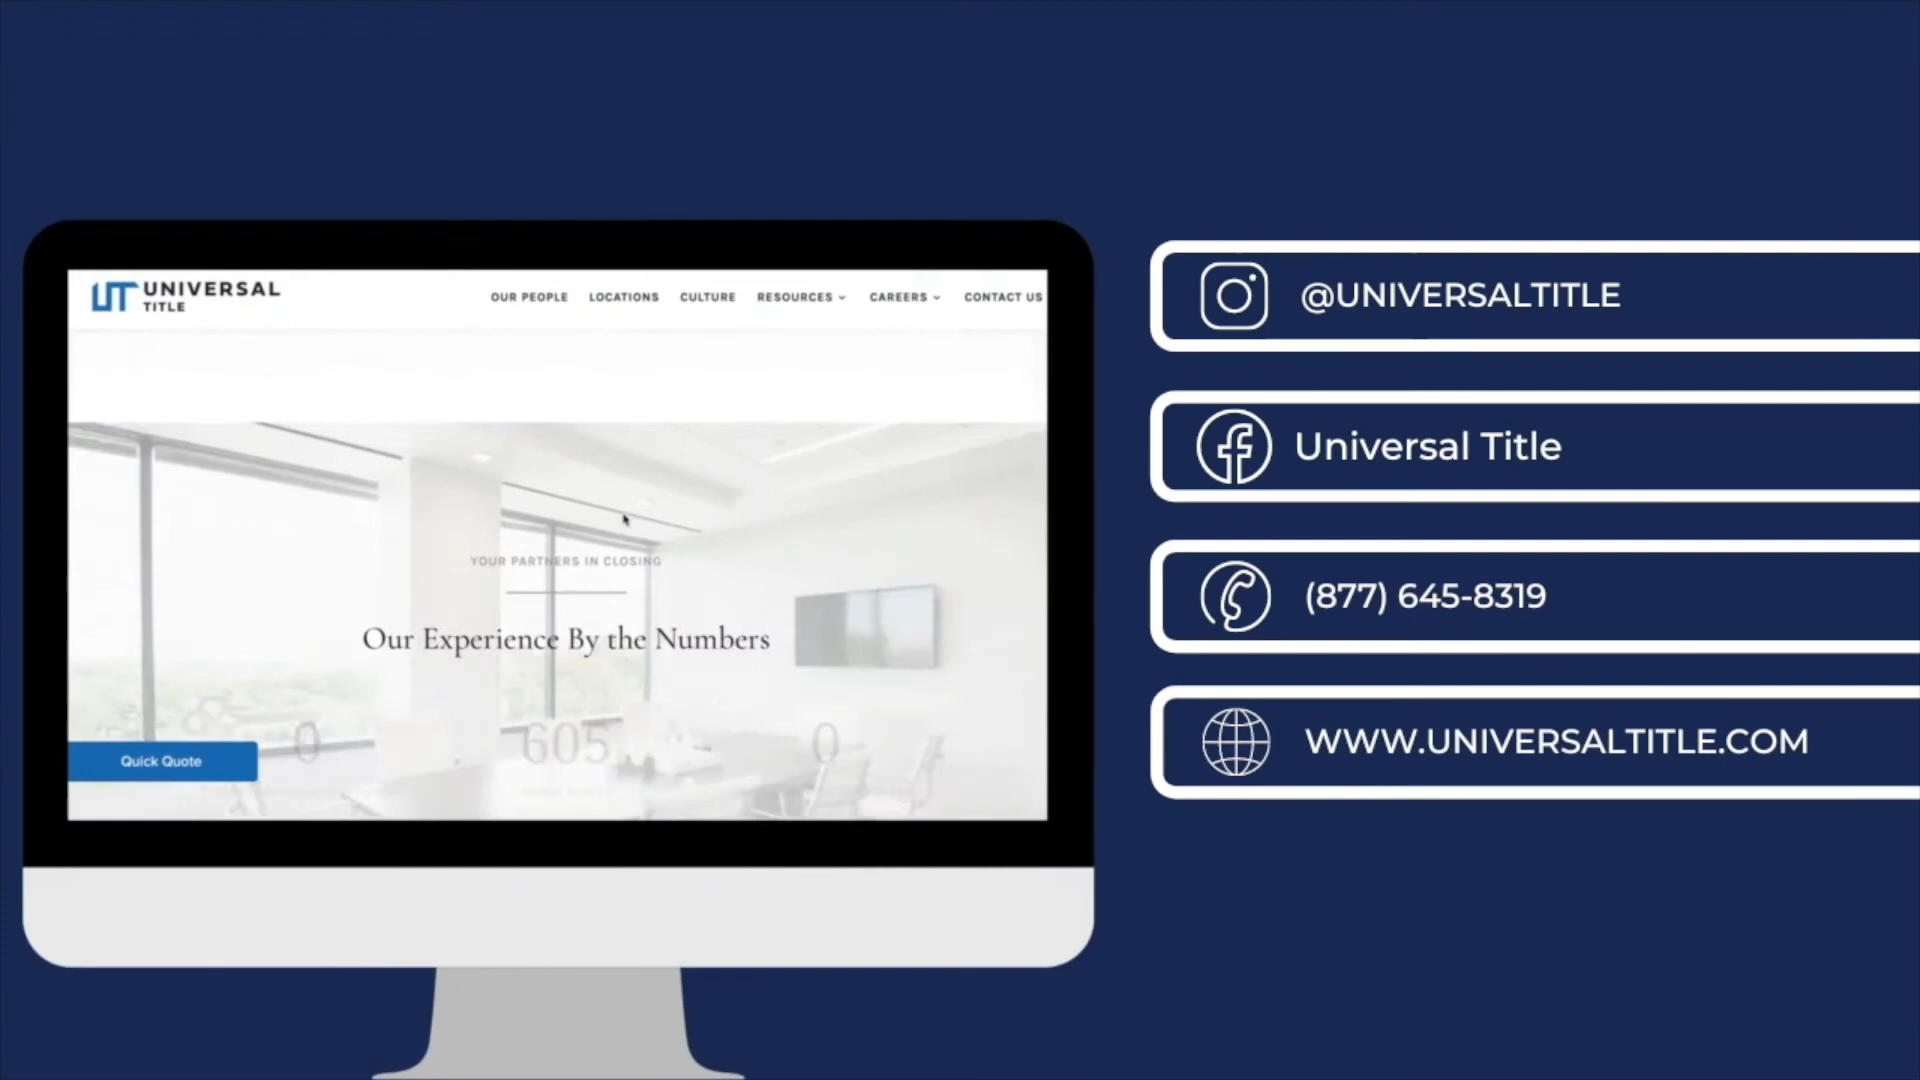 UT UNIVERSAL
TITLE
OUR PEOPLE LOCATIONS CULTURE RESOURCES CAREERS CONTACT US
YOUR PARTNERS IN CLOSING
Our Experience By the Numbers
0 605 0
Quick Quote
@UNIVERSALTITLE
Universal Title
(877) 645-8319
WWW.UNIVERSALTITLE.COM